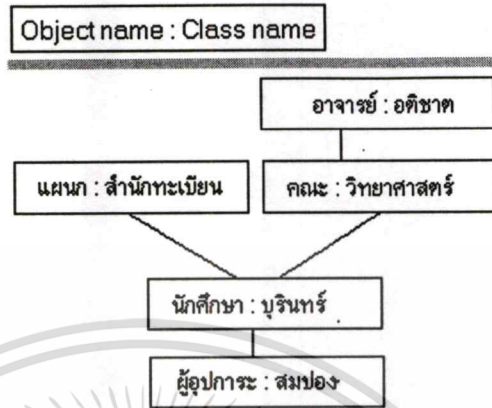 Object name : Class name
อาจารย์ : อติชาต
แผนก : สำนักทะเบียน
คณะ : วิทยาศาสตร์
นักศึกษา : บุรินทร์
ผู้อุปการะ : สมปอง